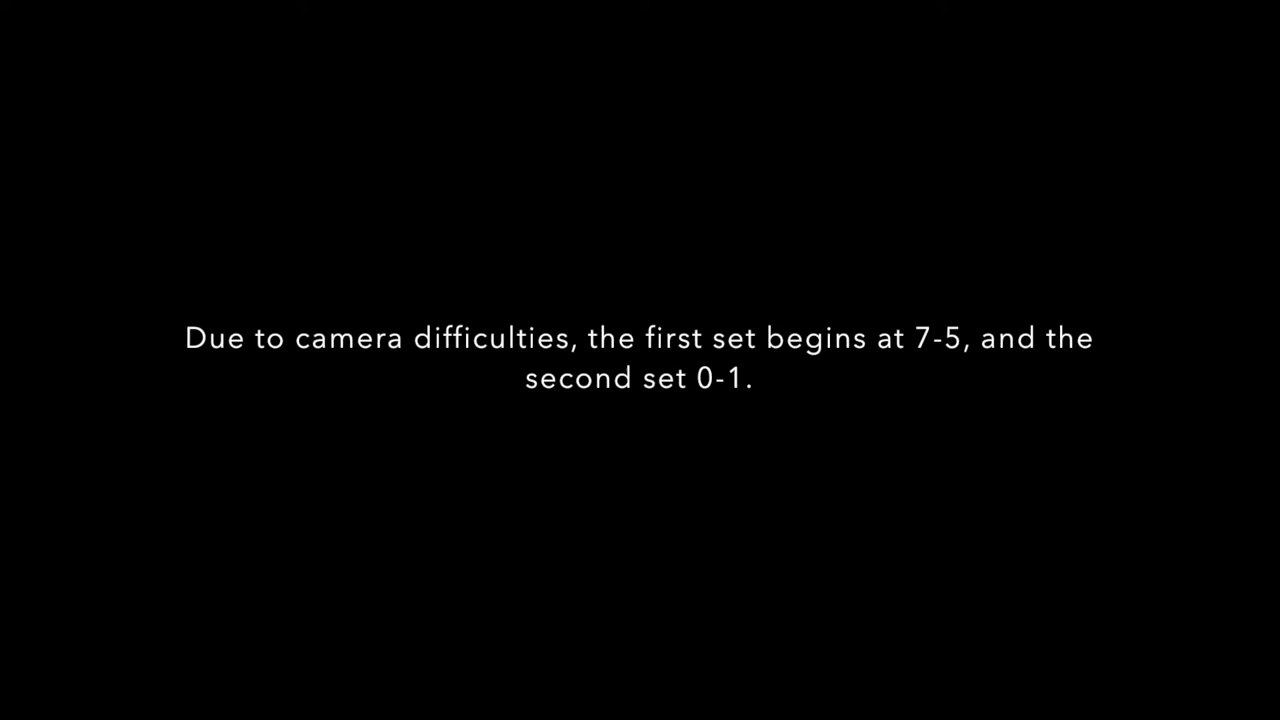 Due to camera difficulties, the first set begins at 7-5, and the
second set 0-1.